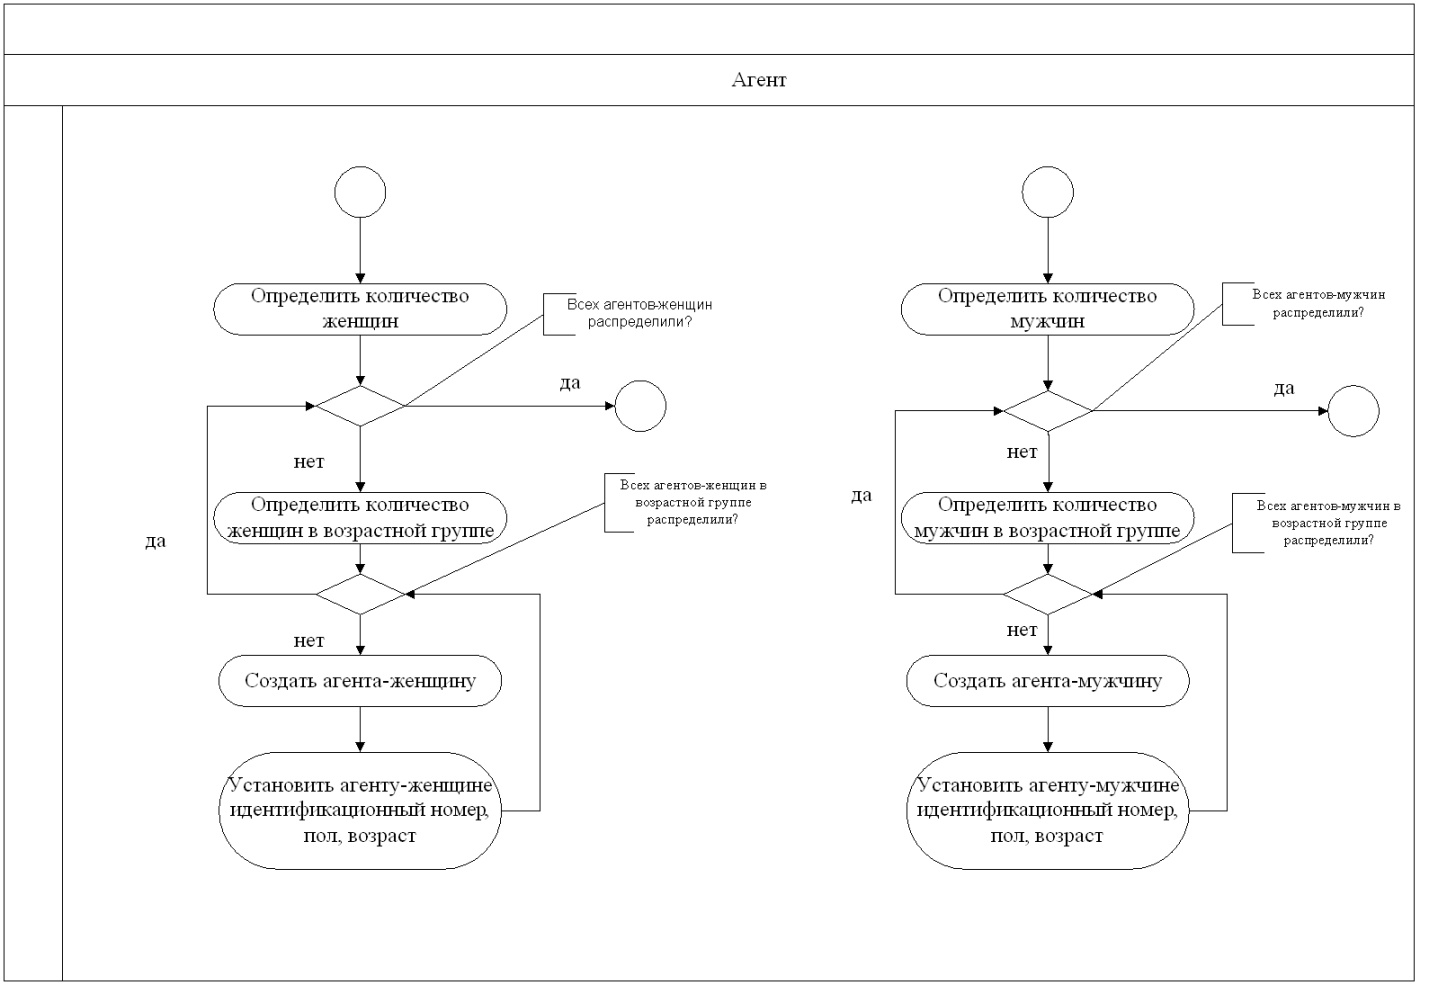 Агент
Определить количество
женщин
Всех агентов-женщин
распределили?
да
нет
Определить количество
женщин в возрастной группе
Всех агентов-женщин в
возрастной группе
распределили?
да
нет
Создать агента-женщину
Установить агенту-женщине
идентификационный номер,
пол, возраст
Определить количество
мужчин
Всех агентов-мужчин
распределили?
да
нет
Определить количество
мужчин в возрастной группе
Всех агентов-мужчин в
возрастной группе
распределили?
да
нет
Создать агента-мужчину
Установить агенту-мужчине
идентификационный номер,
пол, возраст